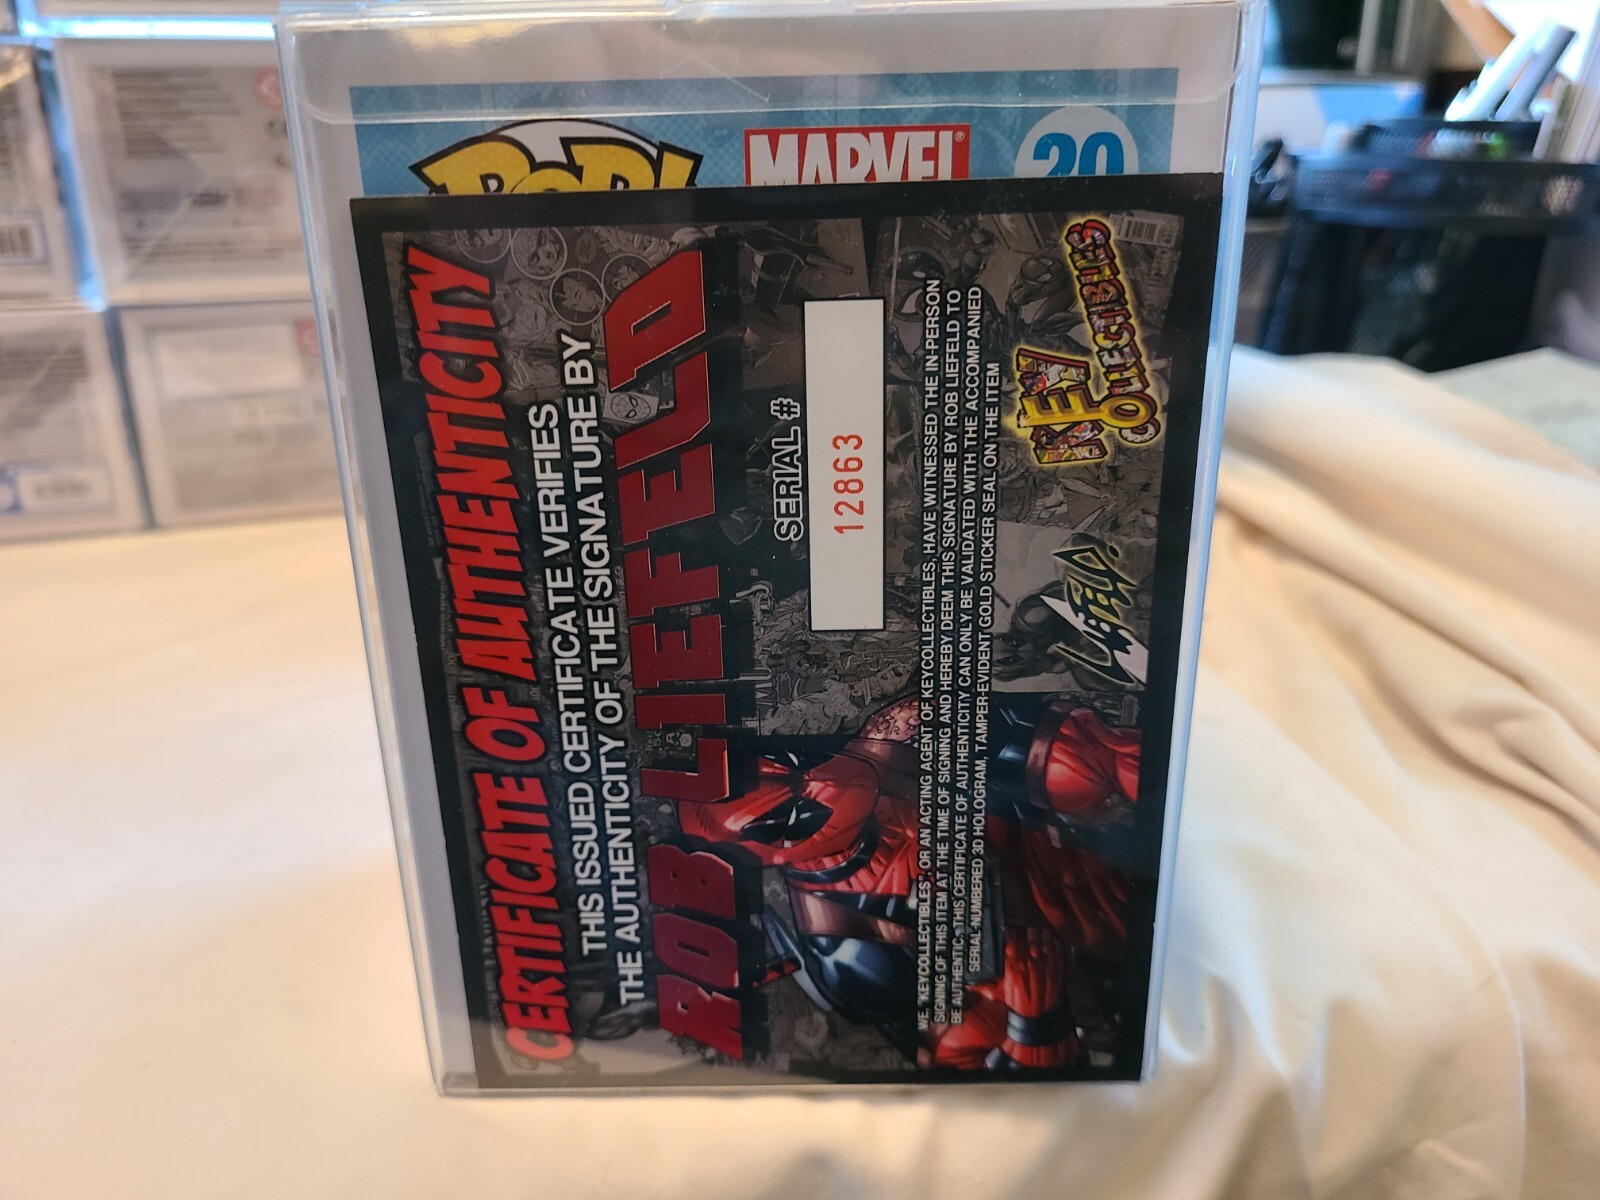 POP!
MARVEL
20
CERTIFICATE OF AUTHENTICITY
THIS ISSUED CERTIFICATE VERIFIES
THE AUTHENTICITY OF THE SIGNATURE BY
ROB LIEFELD
SERIAL #
12863
WE, "KEYCOLLECTIBLES", OR AN ACTING AGENT OF KEYCOLLECTIBLES, HAVE WITNESSED THE IN-PERSON
SIGNING OF THIS ITEM AT THE TIME OF SIGNING AND HEREBY DEEM THIS SIGNATURE BY ROB LIEFELD TO
BE AUTHENTIC. THIS CERTIFICATE OF AUTHENTICITY CAN ONLY BE VALIDATED WITH THE ACCOMPANIED
SERIAL-NUMBERED 3D HOLOGRAM, TAMPER-EVIDENT GOLD STICKER SEAL ON THE ITEM
LIEFELD!
KEY
COLLECTIBLES